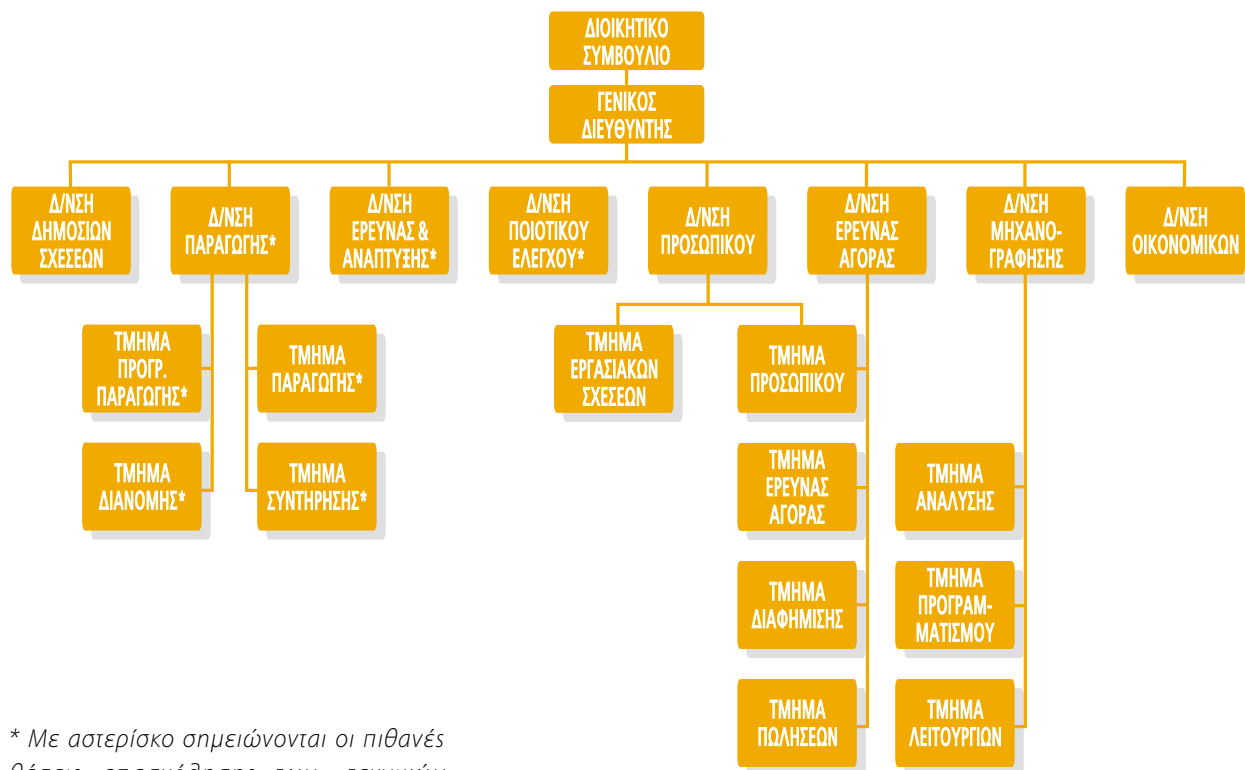 ΔΙΟΙΚΗΤΙΚΟ
ΣΥΜΒΟΥΛΙΟ
ΓΕΝΙΚΟΣ
ΔΙΕΥΘΥΝΤΗΣ
Δ/ΝΣΗ
ΔΗΜΟΣΙΩΝ
ΣΧΕΣΕΩΝ
Δ/ΝΣΗ
ΠΑΡΑΓΩΓΗΣ*
Δ/ΝΣΗ
ΕΡΕΥΝΑΣ &
ΑΝΑΠΤΥΞΗΣ*
Δ/ΝΣΗ
ΠΟΙΟΤΙΚΟΥ
ΕΛΕΓΧΟΥ*
Δ/ΝΣΗ
ΠΡΟΣΩΠΙΚΟΥ
Δ/ΝΣΗ
ΕΡΕΥΝΑΣ
ΑΓΟΡΑΣ
Δ/ΝΣΗ
ΜΗΧΑΝΟ-
ΓΡΑΦΗΣΗΣ
Δ/ΝΣΗ
ΟΙΚΟΝΟΜΙΚΩΝ
ΤΜΗΜΑ
ΠΡΟΓΡ.
ΠΑΡΑΓΩΓΗΣ*
ΤΜΗΜΑ
ΠΑΡΑΓΩΓΗΣ*
ΤΜΗΜΑ
ΕΡΓΑΣΙΑΚΩΝ
ΣΧΕΣΕΩΝ
ΤΜΗΜΑ
ΠΡΟΣΩΠΙΚΟΥ
ΤΜΗΜΑ
ΔΙΑΝΟΜΗΣ*
ΤΜΗΜΑ
ΣΥΝΤΗΡΗΣΗΣ*
ΤΜΗΜΑ
ΕΡΕΥΝΑΣ
ΑΓΟΡΑΣ
ΤΜΗΜΑ
ΑΝΑΛΥΣΗΣ
ΤΜΗΜΑ
ΔΙΑΦΗΜΙΣΗΣ
ΤΜΗΜΑ
ΠΡΟΓΡΑΜ-
ΜΑΤΙΣΜΟΥ
ΤΜΗΜΑ
ΠΩΛΗΣΕΩΝ
ΤΜΗΜΑ
ΛΕΙΤΟΥΡΓΙΩΝ
* Με αστερίσκο σημειώνονται οι πιθανές